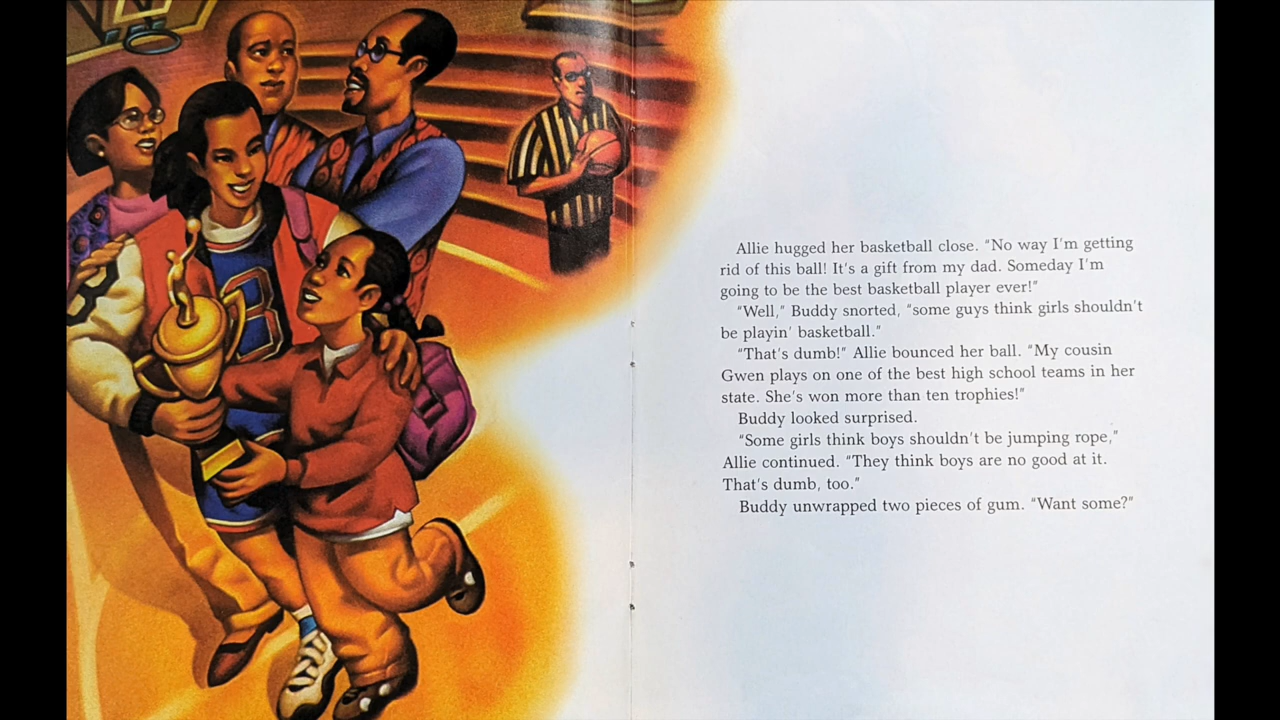 Allie hugged her basketball close. “No way I’m getting
rid of this ball! It’s a gift from my dad. Someday I’m
going to be the best basketball player ever!”
“Well,” Buddy snorted, “some guys think girls shouldn’t
be playin’ basketball.”
“That’s dumb!” Allie bounced her ball. “My cousin
Gwen plays on one of the best high school teams in her
state. She’s won more than ten trophies!”
Buddy looked surprised.
“Some girls think boys shouldn’t be jumping rope,”
Allie continued. “They think boys are no good at it.
That’s dumb, too.”
Buddy unwrapped two pieces of gum. “Want some?”